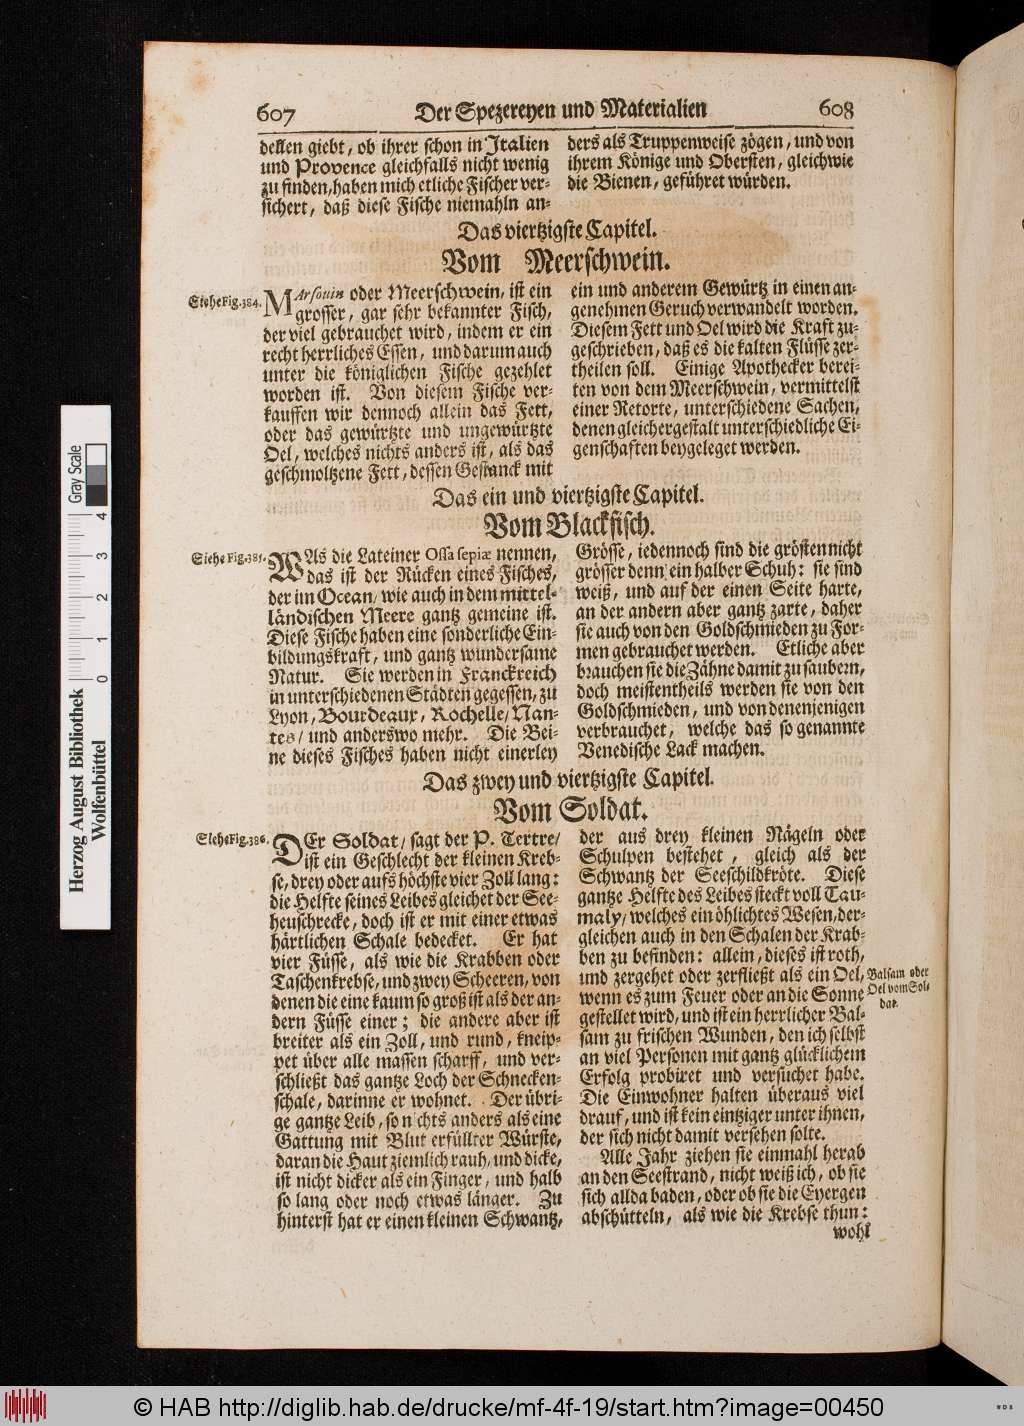 607 Der Spezereyen und Materialien 608
dellen giebt, ob ihrer schon in Italien
und Provence gleichfalls nicht wenig
zu finden, haben mich etliche Fischer ver-
sichert, daß diese Fische niemahln an-
ders als Truppenweise zögen, und von
ihrem Könige und Obersten, gleichwie
die Bienen, geführet würden.
Das viertzigste Capitel.
Vom Meerschwein.
Siehe Fig. 384.
MArsouin oder Meerschwein, ist ein
grosser, gar sehr bekannter Fisch,
der viel gebrauchet wird, indem er ein
recht herrliches Essen, und darum auch
unter die königlichen Fische gezehlet
worden ist. Von diesem Fische ver-
kauffen wir dennoch allein das Fett,
oder das gewürtzte und ungewürtzte
Oel, welches nichts anders ist, als das
geschmoltzene Fett, dessen Gestanck mit
ein und anderem Gewürtz in einen an-
genehmen Geruch verwandelt worden.
Diesem Fett und Oel wird die Kraft zu-
geschrieben, daß es die kalten Flüsse zer-
theilen soll. Einige Apothecker berei-
ten von dem Meerschwein, vermittelst
einer Retorte, unterschiedene Sachen,
denen gleichergestalt unterschiedliche Ei-
genschaften beygeleget werden.
Das ein und viertzigste Capitel.
Vom Blackfisch.
Siehe Fig. 385.
WAs die Lateiner Ossa sepiæ nennen,
das ist der Rücken eines Fisches,
der im Ocean/ wie auch in dem mittel-
ländischen Meere gantz gemeine ist.
Diese Fische haben eine sonderliche Ein-
bildungskraft, und gantz wundersame
Natur. Sie werden in Franckreich
in unterschiedenen Städten gegessen, zu
Lyon, Bourdeaux, Rochelle/ Nan-
tes/ und anderswo mehr. Die Bei-
ne dieses Fisches haben nicht einerley
Grösse, iedennoch sind die grösten nicht
grösser denn ein halber Schuh: sie sind
weiß, und auf der einen Seite harte,
an der andern aber gantz zarte, daher
sie auch von den Goldschmieden zu For-
men gebrauchet werden. Etliche aber
brauchen sie die Zähne damit zu saubern,
doch meistentheils werden sie von den
Goldschmieden, und von denenjenigen
verbrauchet, welche das so genannte
Venedische Lack machen.
Das zwey und viertzigste Capitel.
Vom Soldat.
Siehe Fig. 386.
DEr Soldat/ sagt der P. Tertre/
ist ein Geschlecht der kleinen Kreb-
se, drey oder aufs höchste vier Zoll lang:
die Helfte seines Leibes gleichet der See-
heuschrecke, doch ist er mit einer etwas
härtlichen Schale bedecket. Er hat
vier Füsse, als wie die Krabben oder
Taschenkrebse, und zwey Scheeren, von
denen die eine kaum so groß ist als der an-
dern Füsse einer; die andere aber ist
breiter als ein Zoll, und rund, kneip-
pet über alle massen scharff, und ver-
schließt das gantze Loch der Schnecken-
schale, darinne er wohnet. Der übri-
ge gantze Leib, so nichts anders als eine
Gattung mit Blut erfüllter Würste,
daran die Haut ziemlich rauh, und dicke,
ist nicht dicker als ein Finger, und halb
so lang oder noch etwas länger. Zu
hinterst hat er einen kleinen Schwantz,
der aus drey kleinen Nägeln oder
Schulpen bestehet, gleich als der
Schwantz der Seeschildkröte. Diese
gantze Helfte des Leibes steckt voll Tau-
maly/ welches ein öhlichtes Wesen, der-
gleichen auch in den Schalen der Krab-
ben zu befinden: allein, dieses ist roth,
und zergehet oder zerfließt als ein Oel,
wenn es zum Feuer oder an die Sonne
gestellet wird, und ist ein herrlicher Bal-
sam zu frischen Wunden, den ich selbst
an viel Personen mit gantz glücklichem
Erfolg probiret und versuchet habe.
Die Einwohner halten überaus viel
drauf, und ist kein eintziger unter ihnen,
der sich nicht damit versehen solte.
Alle Jahr ziehen sie einmahl herab
an den Seestrand, nicht weiß ich, ob sie
sich allda baden, oder ob sie die Eyer gen
abschütteln, als wie die Krebse thun:
wohl
Balsam oder
Oel vom Sol-
dat.
Herzog August Bibliothek
Wolfenbüttel
0 1 2 3 4
Gray Scale
© HAB http://diglib.hab.de/drucke/mf-4f-19/start.htm?image=00450